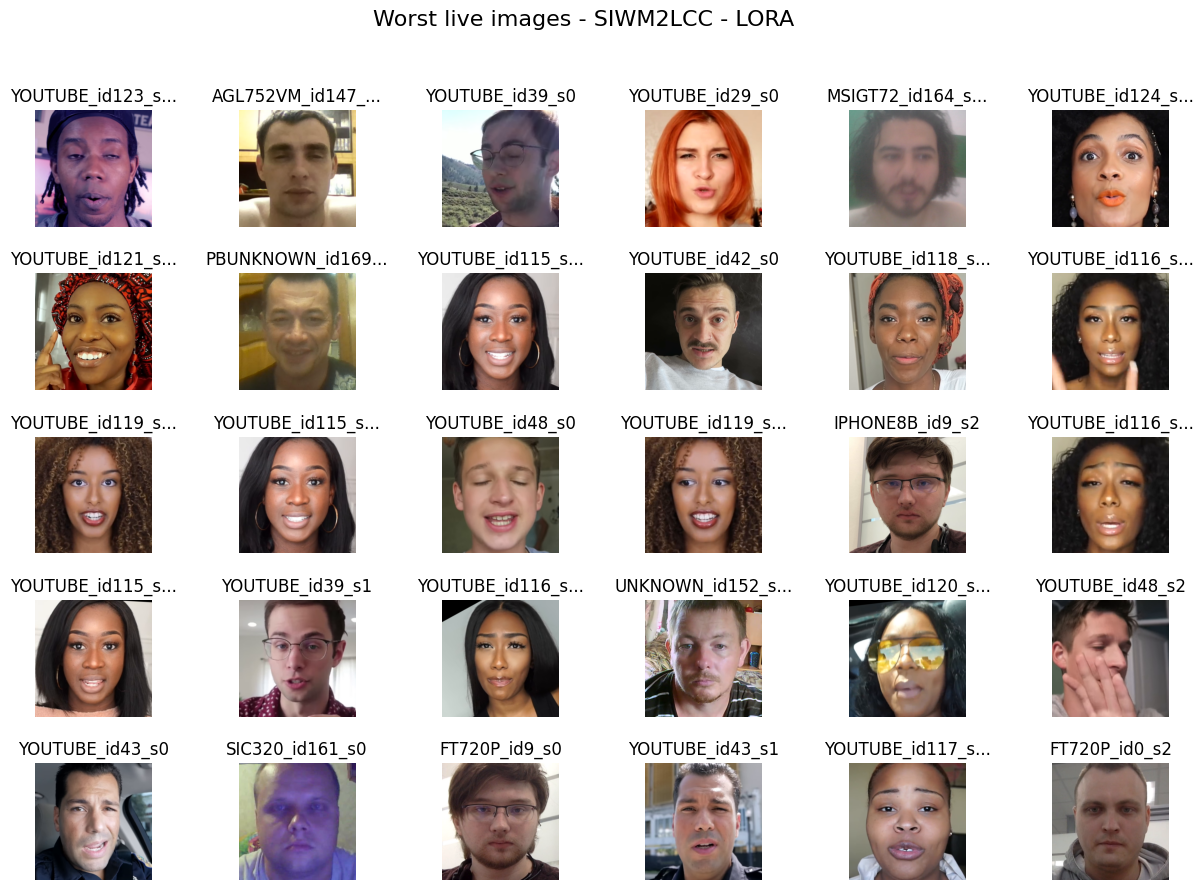 Worst live images - SIWM2LCC - LORA
YOUTUBE_id123_s... AGL752VM_id147_... YOUTUBE_id39_s0 YOUTUBE_id29_s0 MSIGT72_id164_s... YOUTUBE_id124_s...
YOUTUBE_id121_s... PBUNKNOWN_id169... YOUTUBE_id115_s... YOUTUBE_id42_s0 YOUTUBE_id118_s... YOUTUBE_id116_s...
YOUTUBE_id119_s... YOUTUBE_id115_s... YOUTUBE_id48_s0 YOUTUBE_id119_s... IPHONE8B_id9_s2 YOUTUBE_id116_s...
YOUTUBE_id115_s... YOUTUBE_id39_s1 YOUTUBE_id116_s... UNKNOWN_id152_s... YOUTUBE_id120_s... YOUTUBE_id48_s2
YOUTUBE_id43_s0 SIC320_id161_s0 FT720P_id9_s0 YOUTUBE_id43_s1 YOUTUBE_id117_s... FT720P_id0_s2